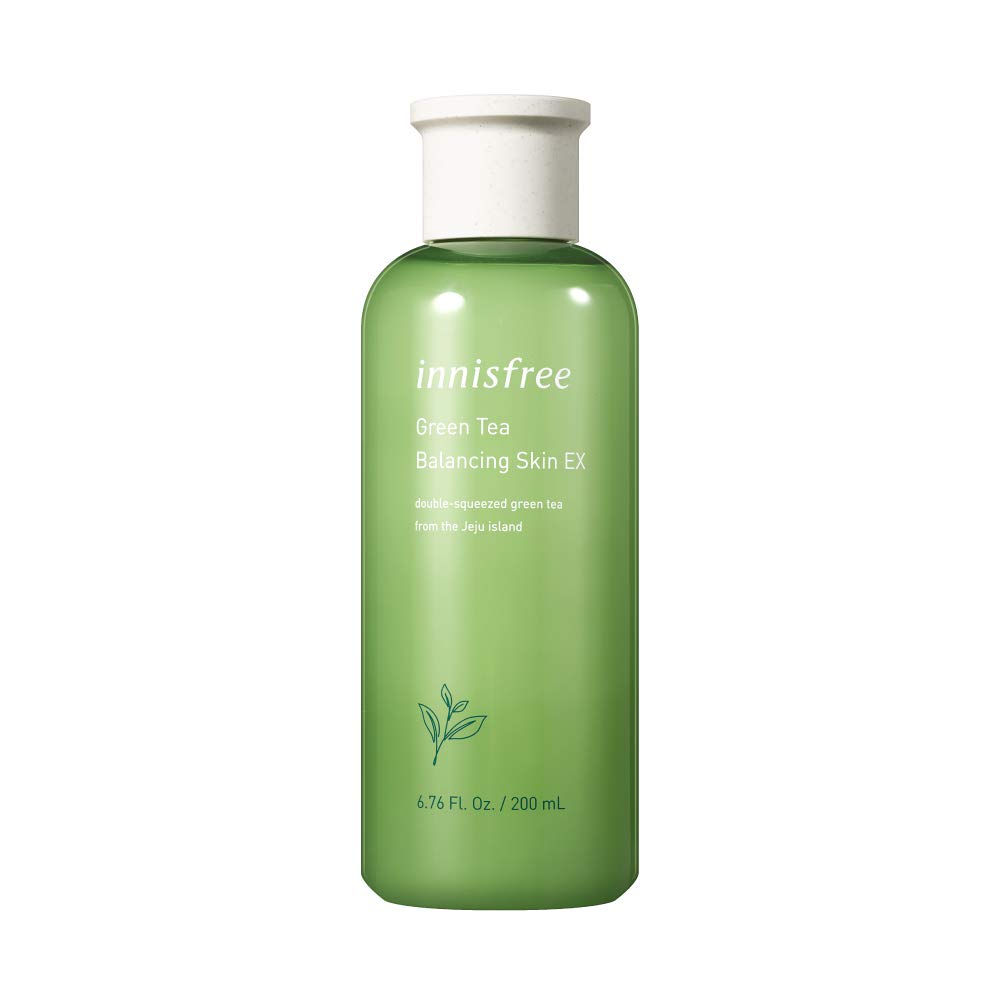 innisfree
Green Tea
Balancing Skin EX
double-squeezed green tea
from the Jeju island
6.76 Fl. Oz. / 200 mL